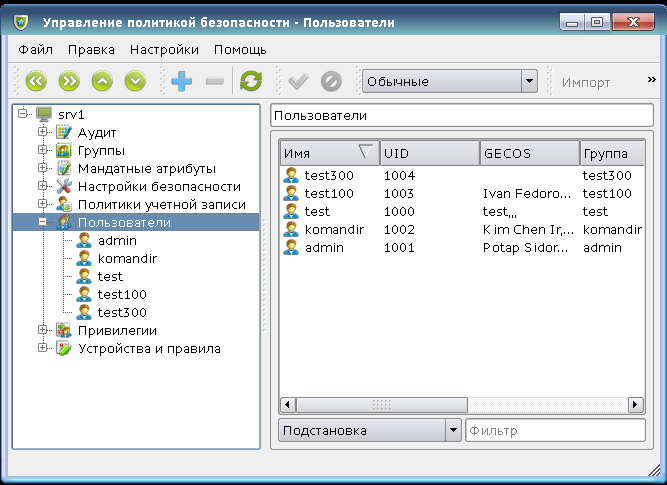 Управление политикой безопасности - Пользователи
Файл Правка Настройки Помощь
Обычные Импорт »
srv1
Аудит
Группы
Мандатные атрибуты
Настройки безопасности
Политики учетной записи
Пользователи
admin
komandir
test
test100
test300
Привилегии
Устройства и правила
Пользователи
Имя UID GECOS Группа
test300 1004 test300
test100 1003 Ivan Fedoro... test100
test 1000 test,,, test
komandir 1002 Kim Chen Ir,... komandir
admin 1001 Potap Sidor... admin
Подстановка Фильтр